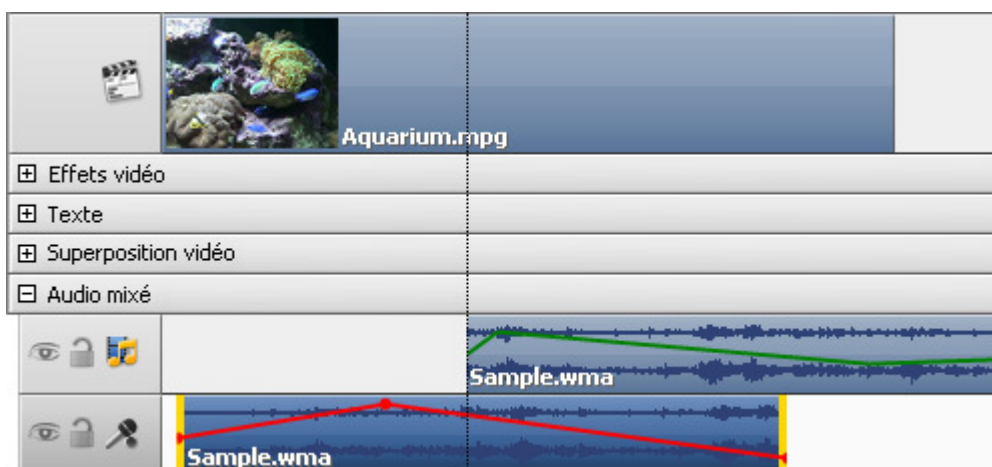 Aquarium.mpg
Effets vidéo
Texte
Superposition vidéo
Audio mixé
Sample.wma
Sample.wma